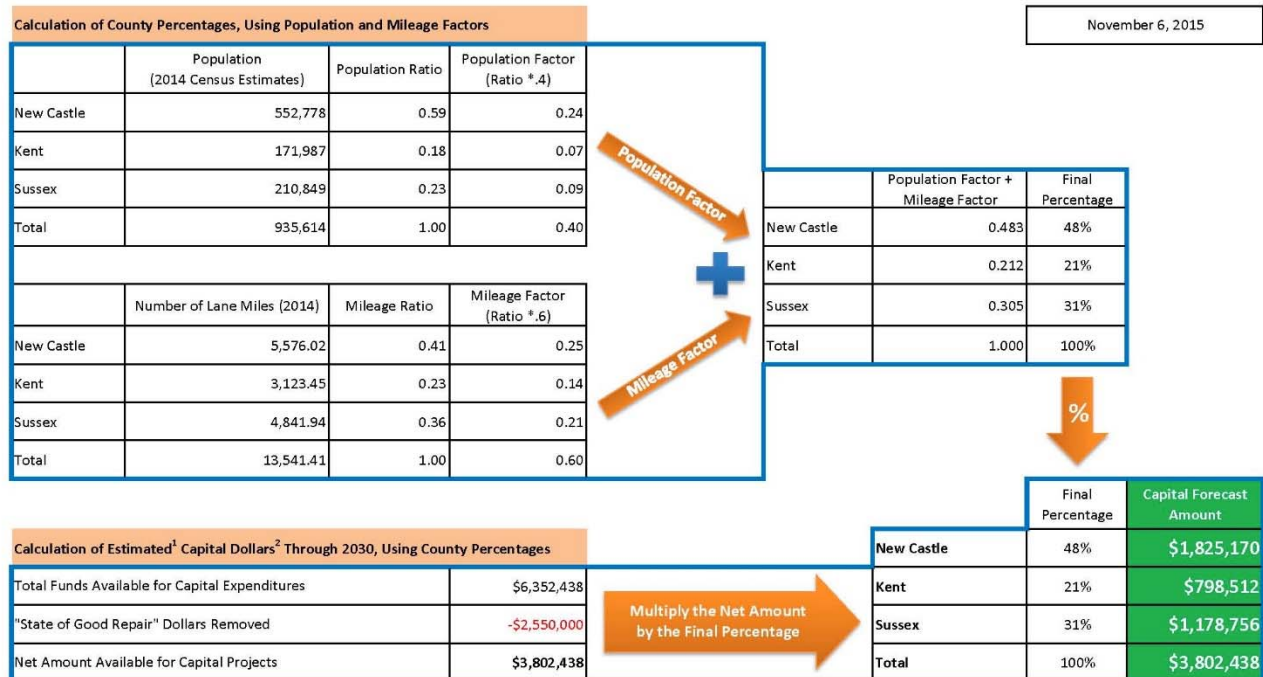 Calculation of County Percentages, Using Population and Mileage Factors
November 6, 2015
Population
(2014 Census Estimates)
Population Ratio
Population Factor
(Ratio *.4)
New Castle 552,778 0.59 0.24
Kent 171,987 0.18 0.07
Sussex 210,849 0.23 0.09
Total 935,614 1.00 0.40
Number of Lane Miles (2014)
Mileage Ratio
Mileage Factor
(Ratio *.6)
New Castle 5,576.02 0.41 0.25
Kent 3,123.45 0.23 0.14
Sussex 4,841.94 0.36 0.21
Total 13,541.41 1.00 0.60
Population Factor
Mileage Factor
Population Factor +
Mileage Factor
Final
Percentage
New Castle 0.483 48%
Kent 0.212 21%
Sussex 0.305 31%
Total 1.000 100%
%
Calculation of Estimated¹ Capital Dollars² Through 2030, Using County Percentages
Total Funds Available for Capital Expenditures $6,352,438
"State of Good Repair" Dollars Removed -$2,550,000
Net Amount Available for Capital Projects $3,802,438
Multiply the Net Amount
by the Final Percentage
Final
Percentage
Capital Forecast
Amount
New Castle 48% $1,825,170
Kent 21% $798,512
Sussex 31% $1,178,756
Total 100% $3,802,438